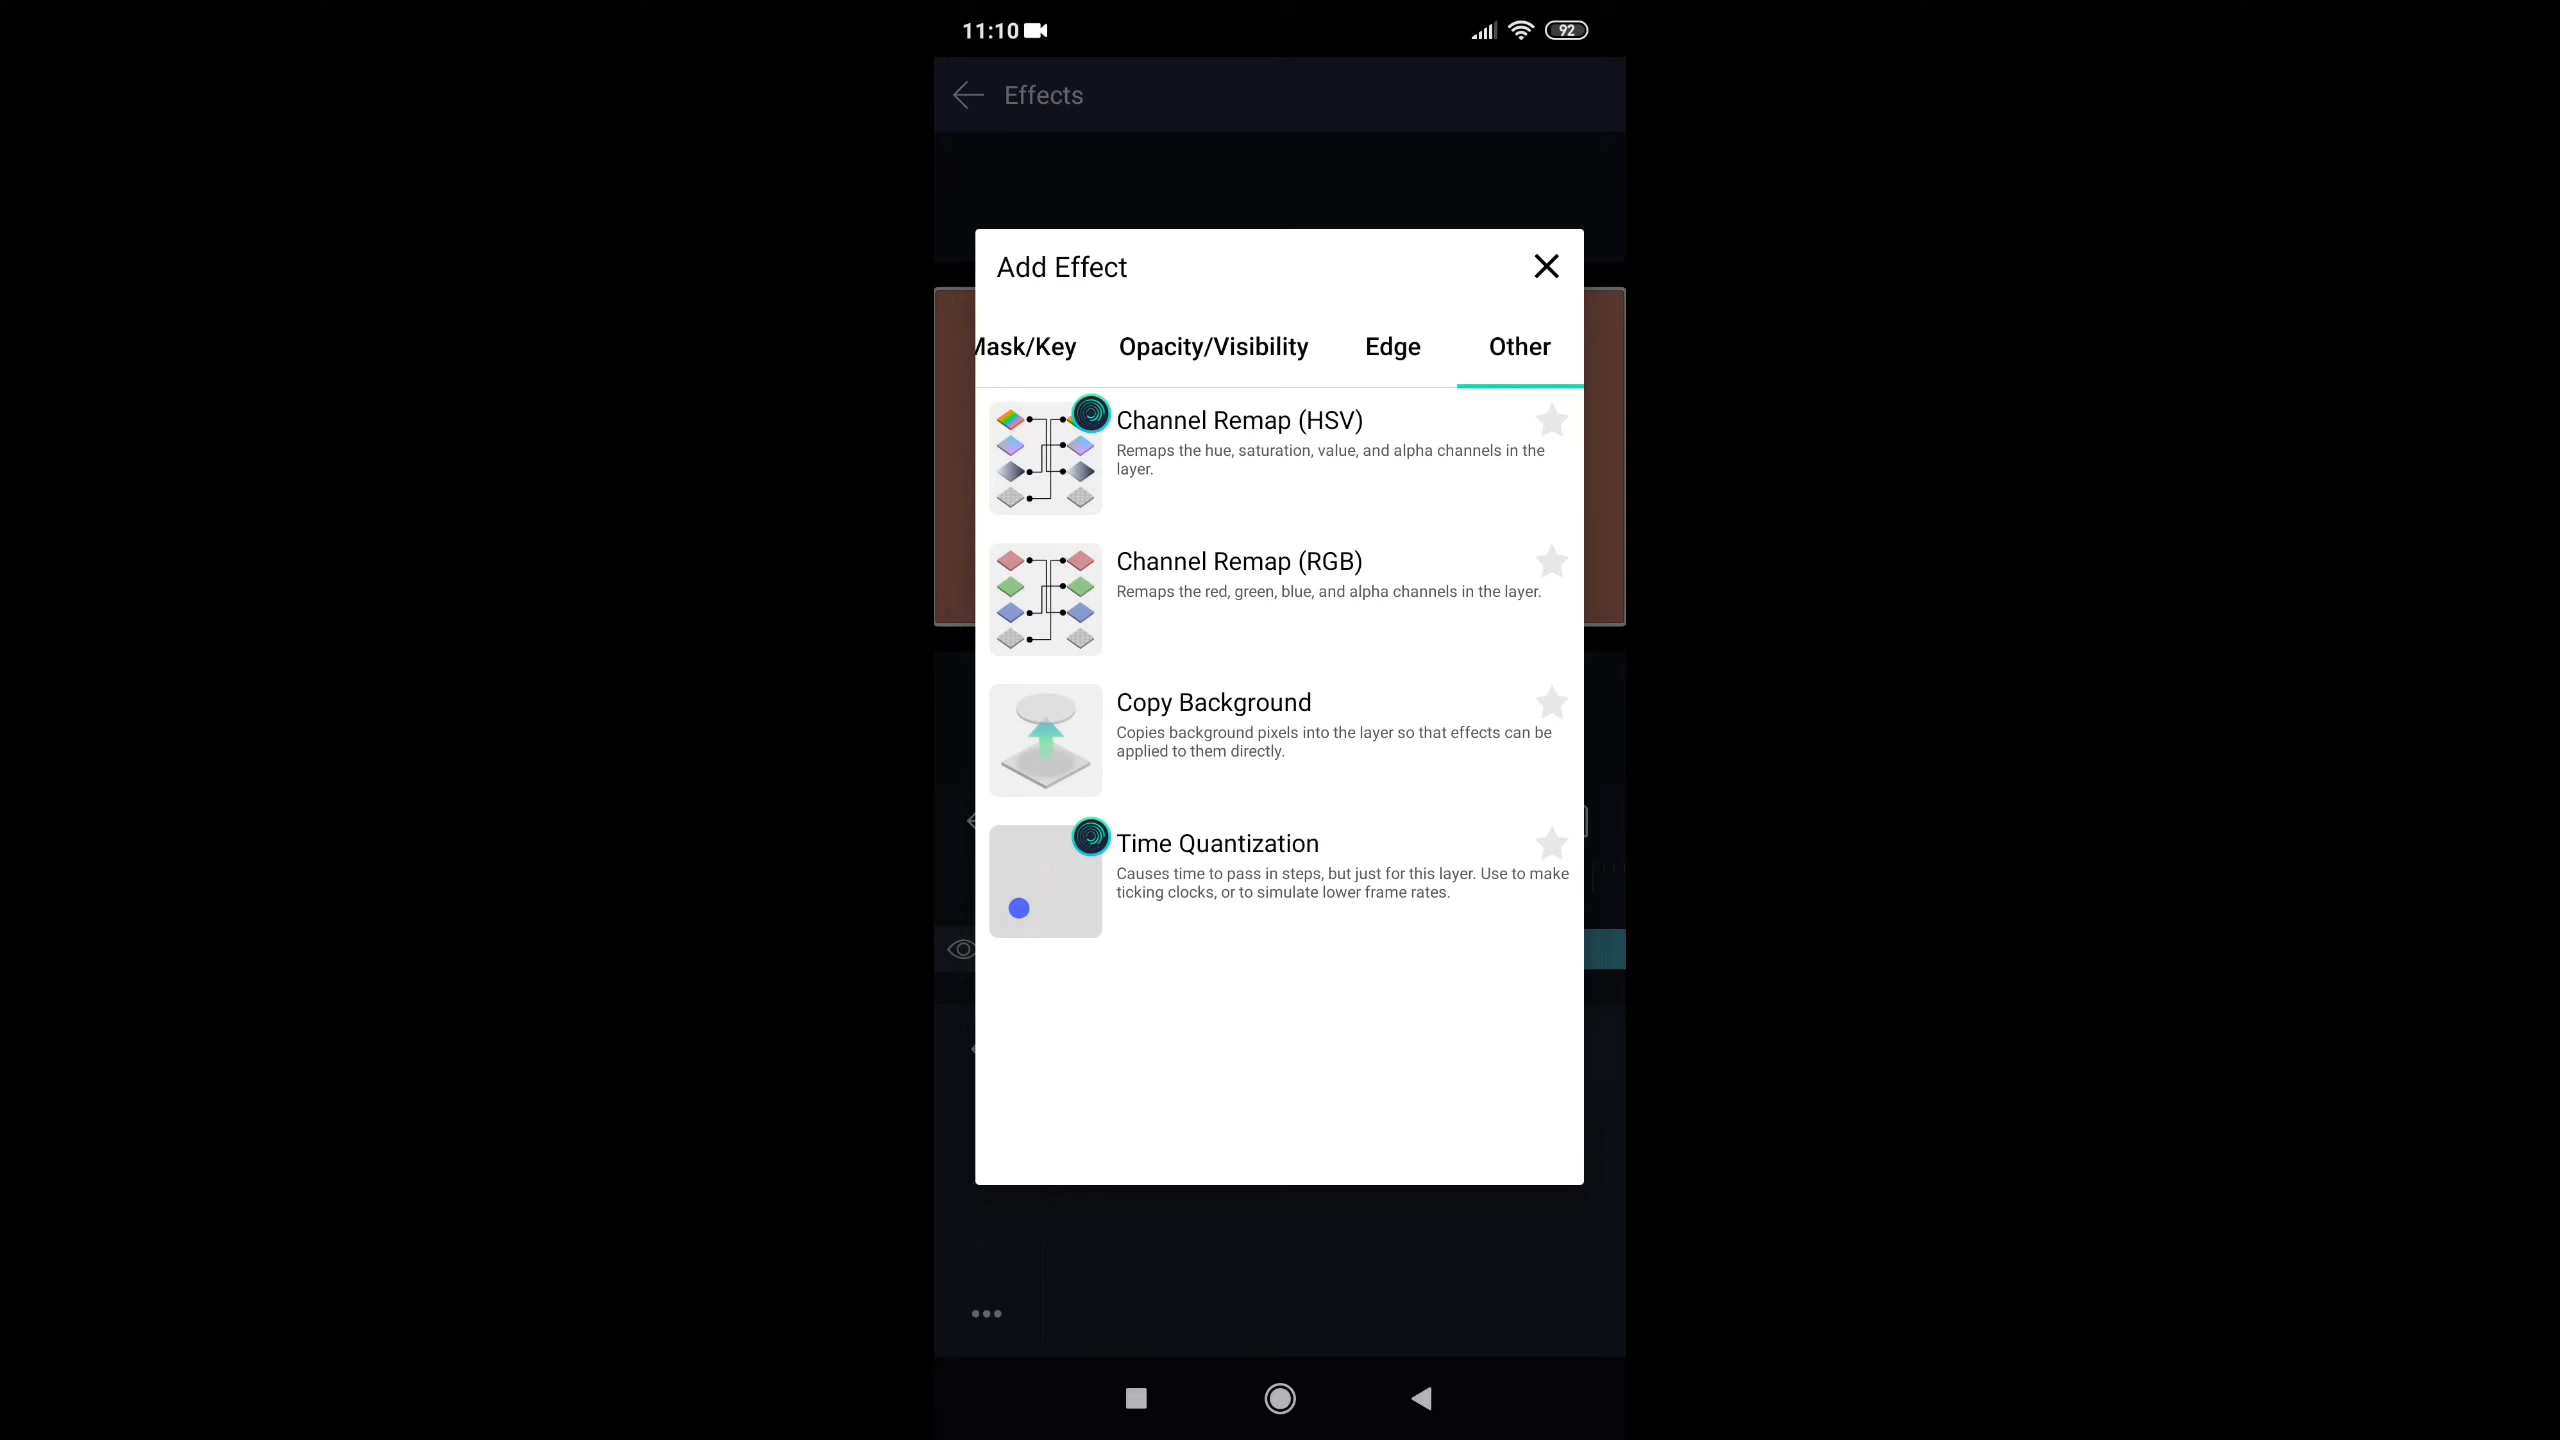 11:10
92
Effects
Add Effect
Mask/Key Opacity/Visibility Edge Other
Channel Remap (HSV)
Remaps the hue, saturation, value, and alpha channels in the
layer.
Channel Remap (RGB)
Remaps the red, green, blue, and alpha channels in the layer.
Copy Background
Copies background pixels into the layer so that effects can be
applied to them directly.
Time Quantization
Causes time to pass in steps, but just for this layer. Use to make
ticking clocks, or to simulate lower frame rates.